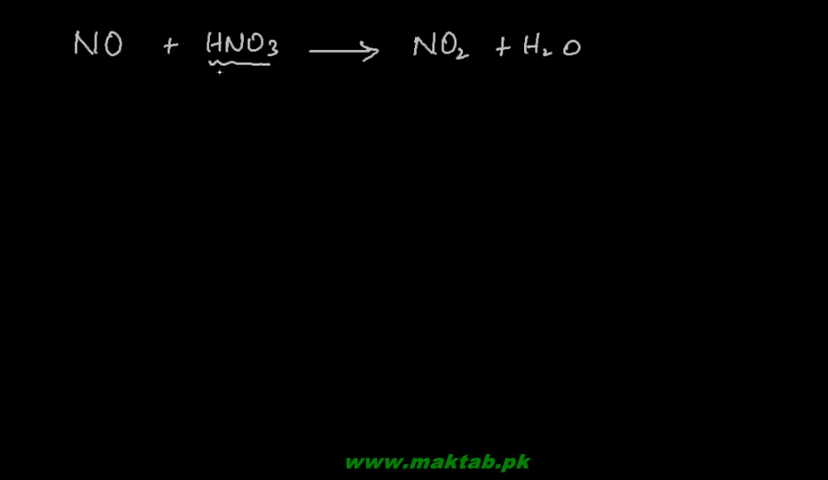 NO + HNO₃ ⟶ NO₂ + H₂O
www.maktab.pk